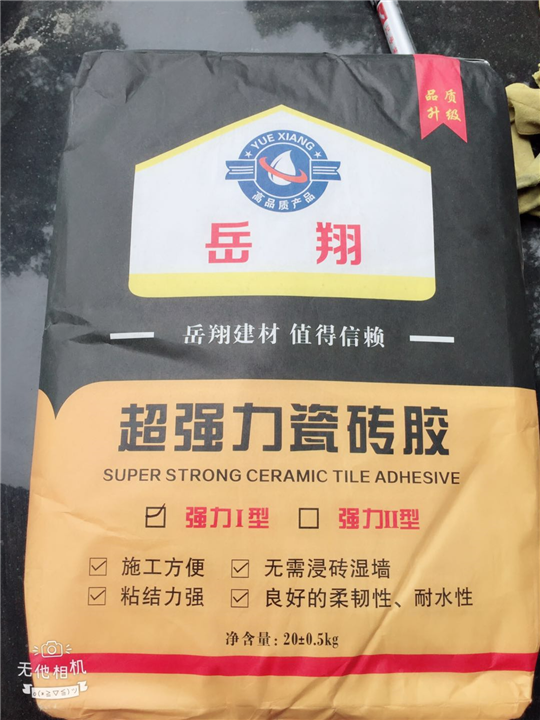 品质
升级
YUE XIANG
高品质产品
岳翔
岳翔建材 值得信赖
超强力瓷砖胶
SUPER STRONG CERAMIC TILE ADHESIVE
强力I型 强力II型
施工方便 无需浸砖湿墙
粘结力强 良好的柔韧性、耐水性
净含量：20±0.5kg
无他相机